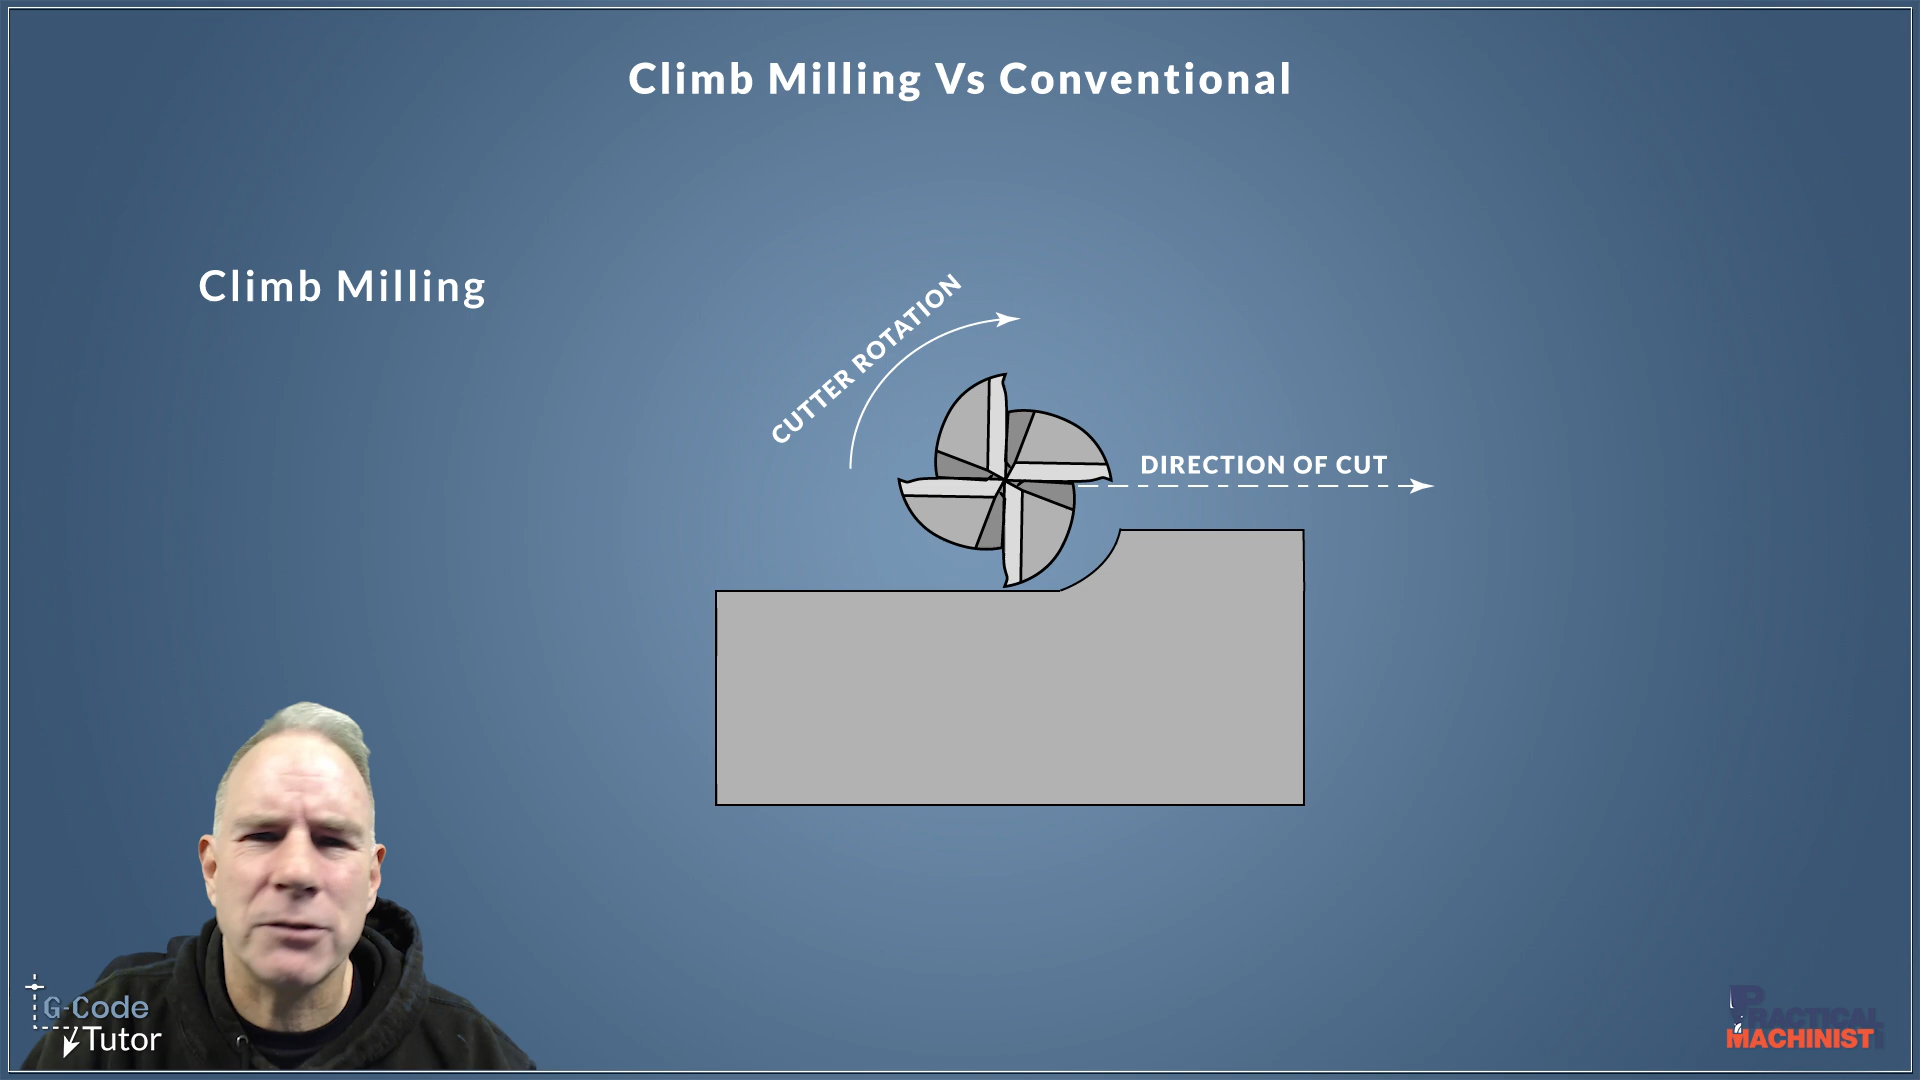 Climb Milling Vs Conventional
Climb Milling
CUTTER ROTATION
DIRECTION OF CUT
G-Code
Tutor
PRACTICAL
MACHINIST